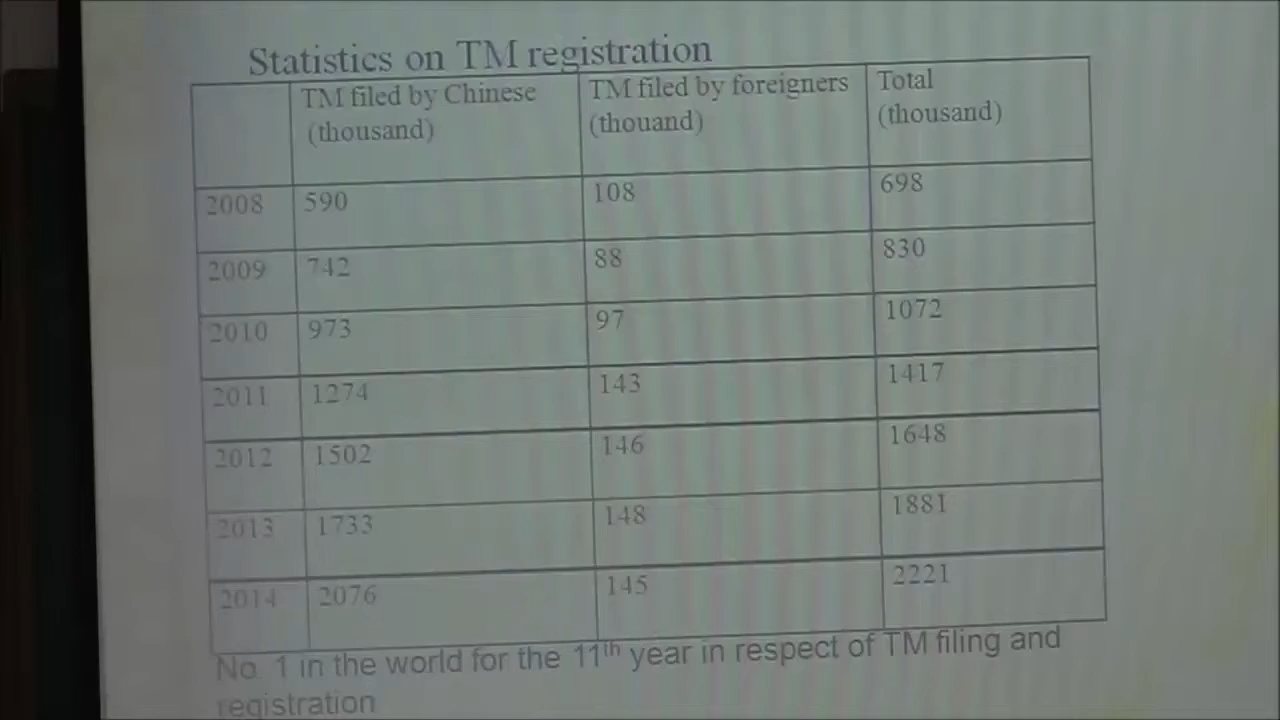 Statistics on TM registration
TM filed by Chinese (thousand) TM filed by foreigners (thouand) Total (thousand)
2008 590 108 698
2009 742 88 830
2010 973 97 1072
2011 1274 143 1417
2012 1502 146 1648
2013 1733 148 1881
2014 2076 145 2221
No. 1 in the world for the 11th year in respect of TM filing and
registration